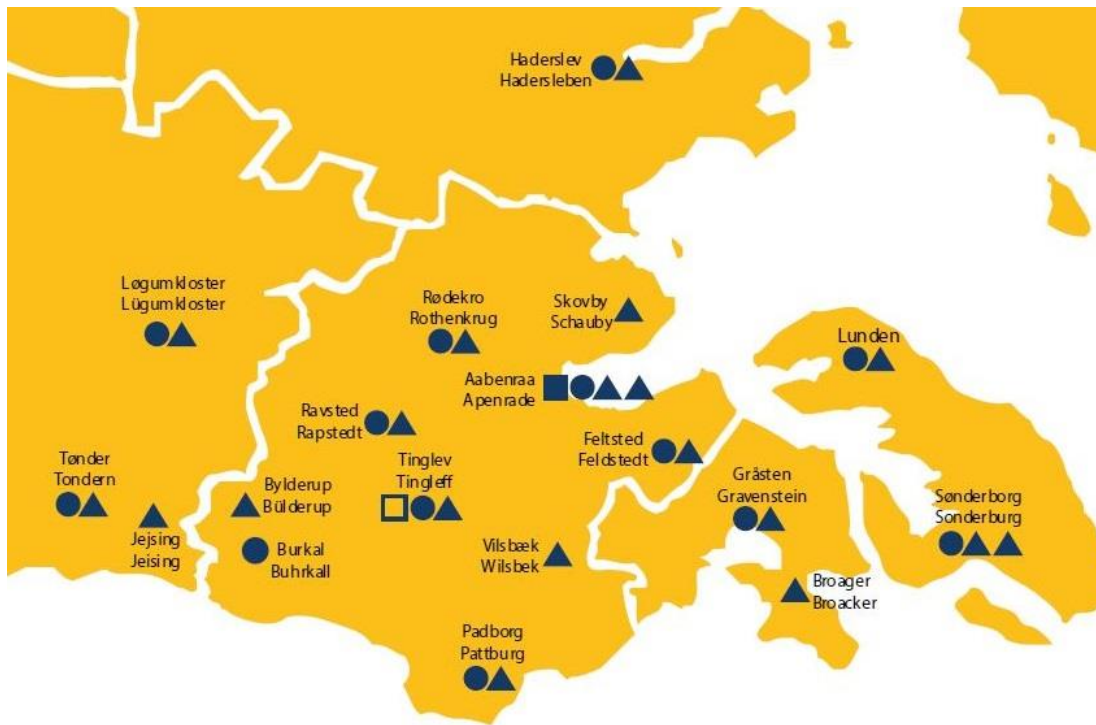 Haderslev
Hadersleben
Løgumkloster
Lügumkloster
Rødekro
Rothenkrug
Skovby
Schauby
Lunden
Aabenraa
Apenrade
Ravsted
Rapstedt
Feltsted
Feldstedt
Tønder
Tondern
Bylderup
Bülderup
Tinglev
Tingleff
Gråsten
Gravenstein
Sønderborg
Sonderburg
Jejsing
Jeising
Burkal
Buhrkall
Vilsbæk
Wilsbek
Broager
Broacker
Padborg
Pattburg